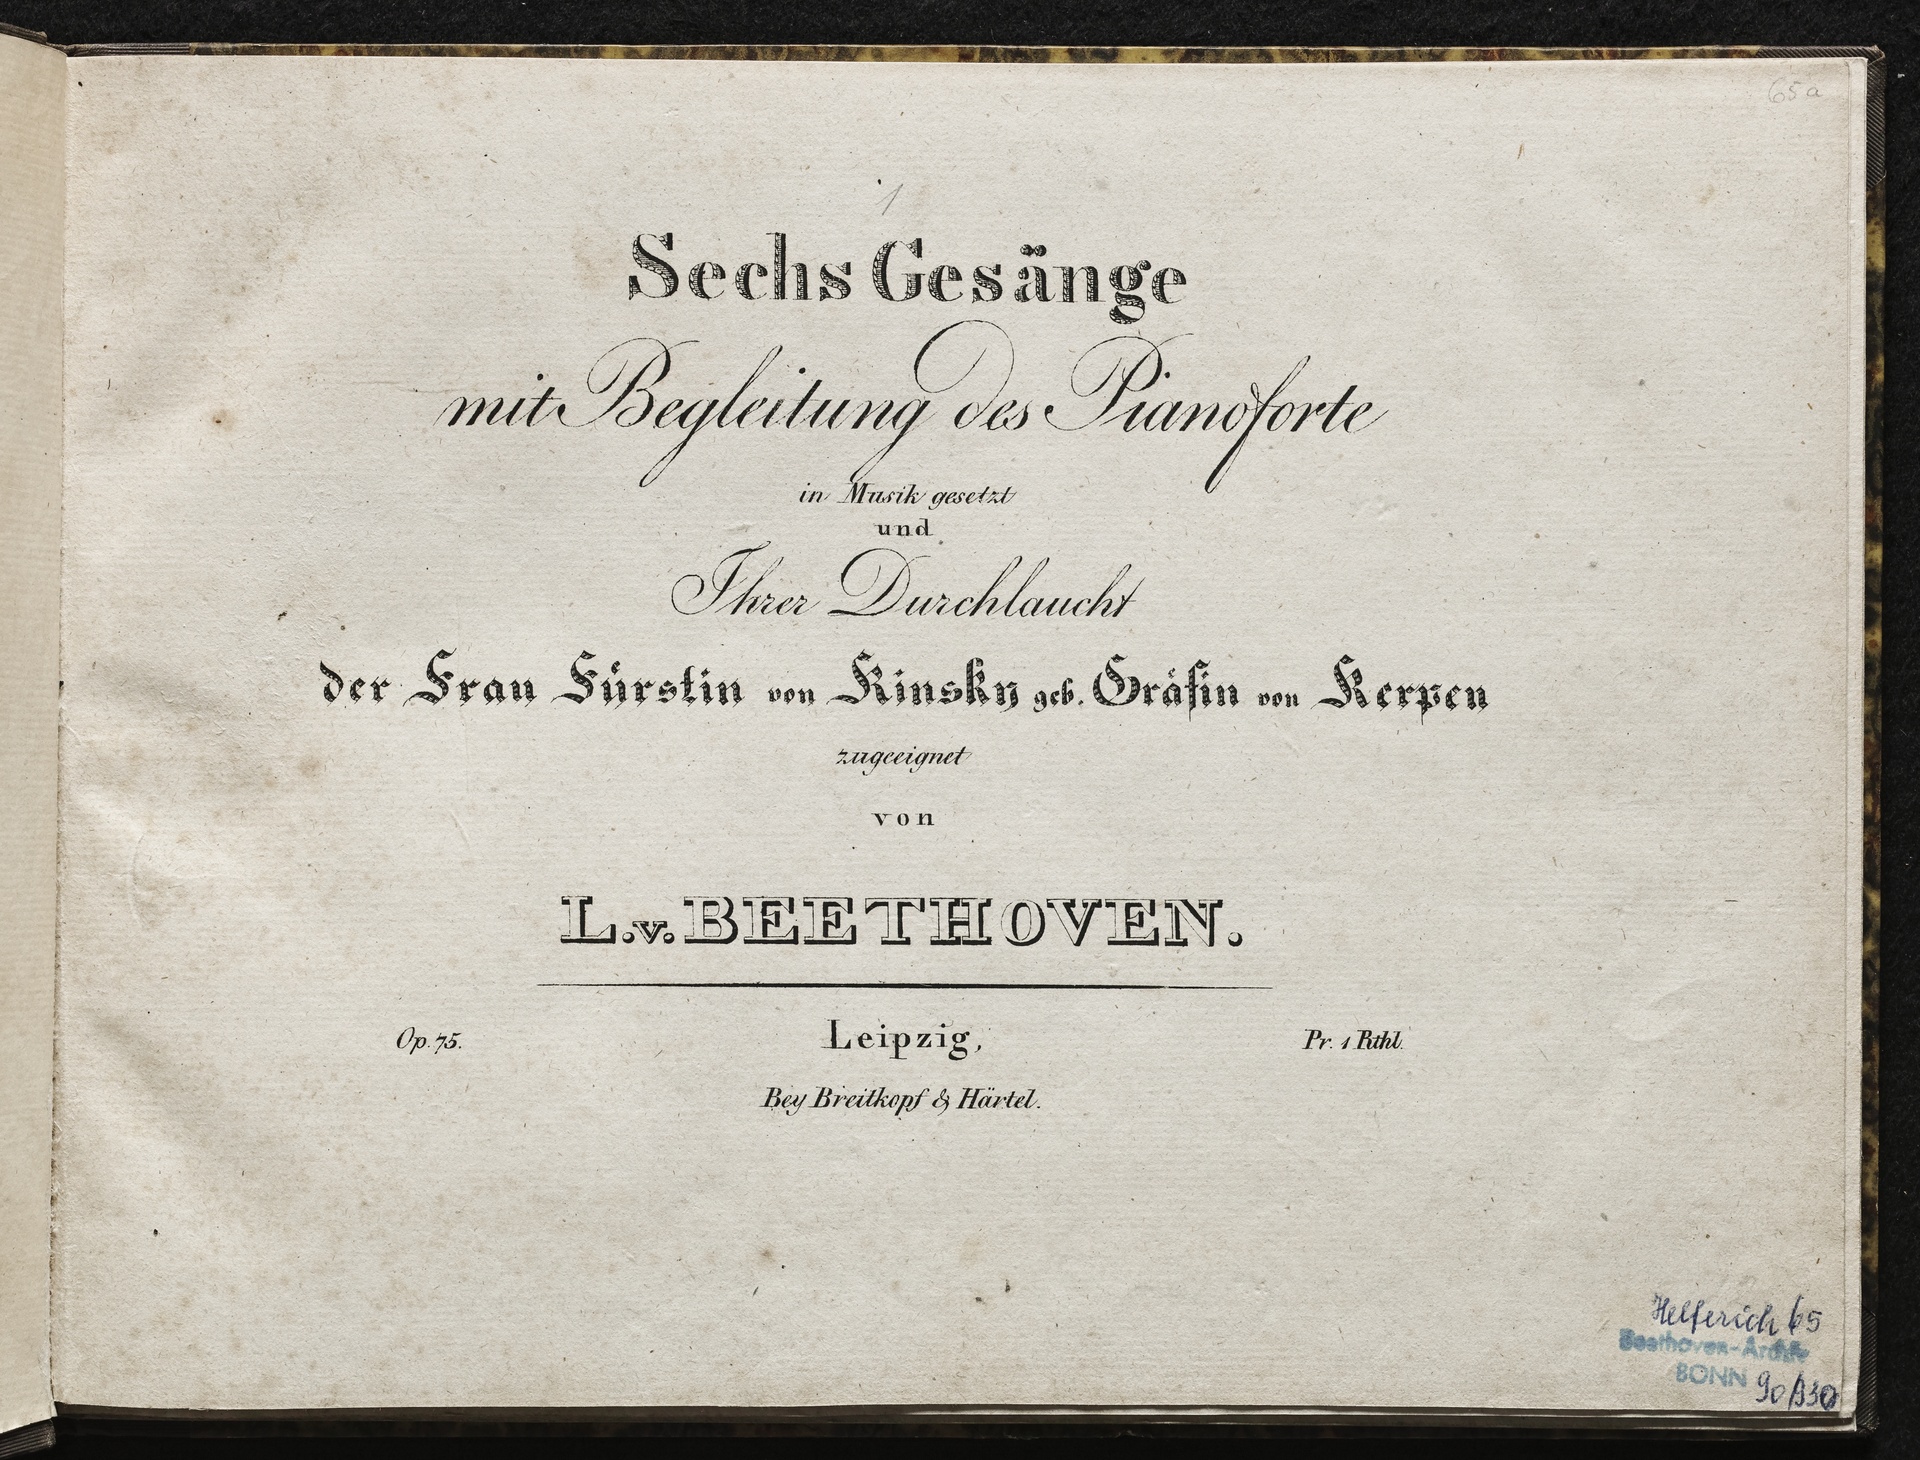 65a
1
Sechs Gesänge
mit Begleitung des Pianoforte
in Musik gesetzt
und
Ihrer Durchlaucht
der Frau Fürstin von Kinsky geb. Gräfin von Kerpen
zugeeignet
von
L.v. BEETHOVEN.
Op. 75.
Leipzig,
Pr. 1 Rthl.
Bey Breitkopf & Härtel.
Helferich 65
Beethoven-Archiv
BONN